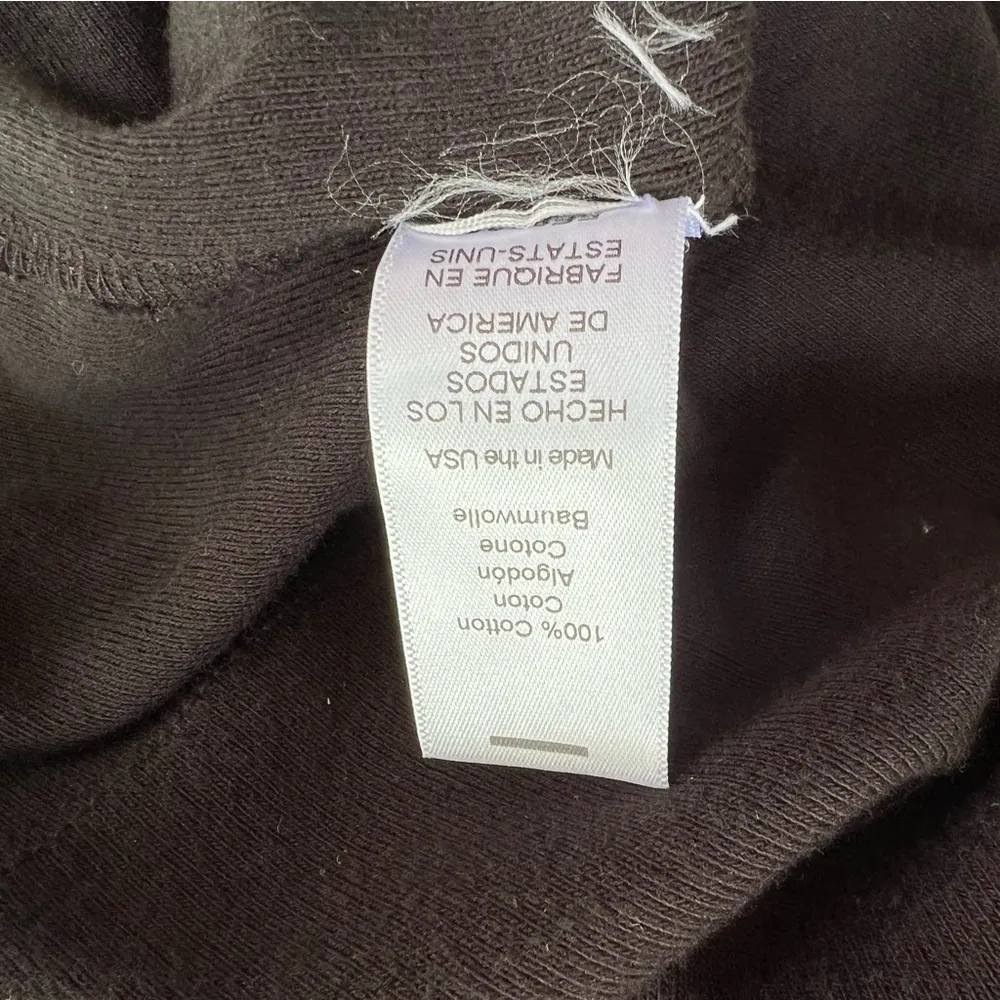 100% Cotton
Coton
Algodón
Cotone
Baumwolle
Made in the USA
HECHO EN LOS
ESTADOS
UNIDOS
DE AMERICA
FABRIQUE EN
ESTATS-UNIS